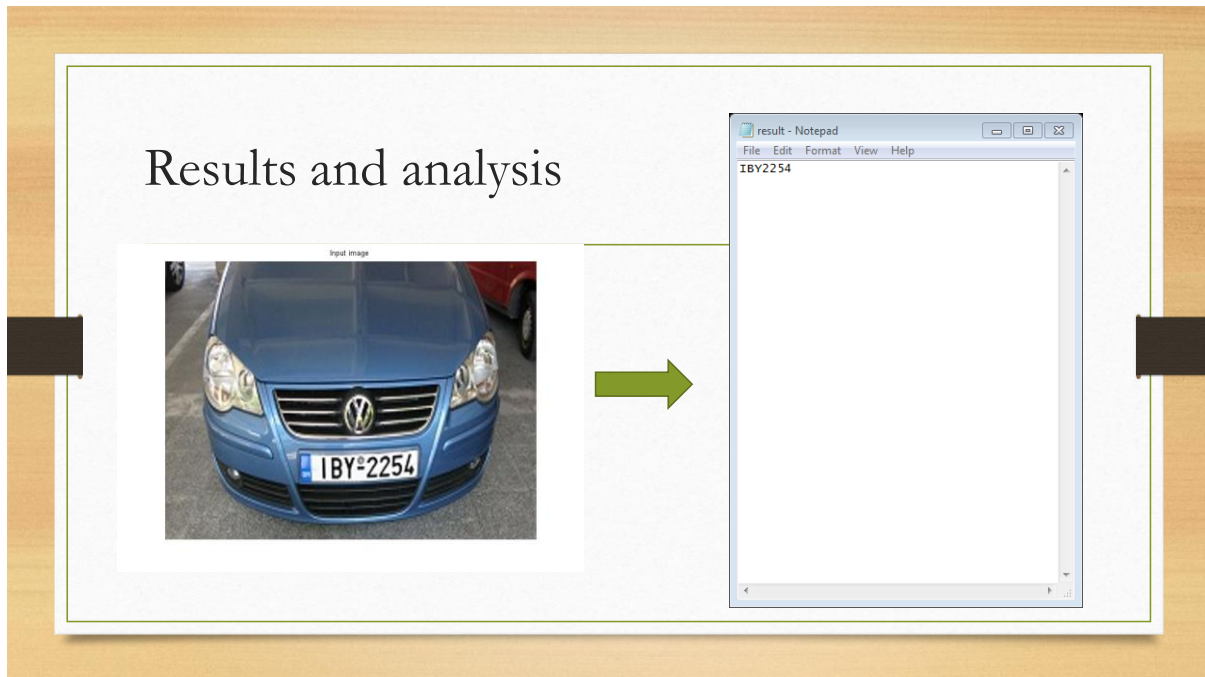 Results and analysis
Input image
IBY-2254
result - Notepad
File Edit Format View Help
IBY2254